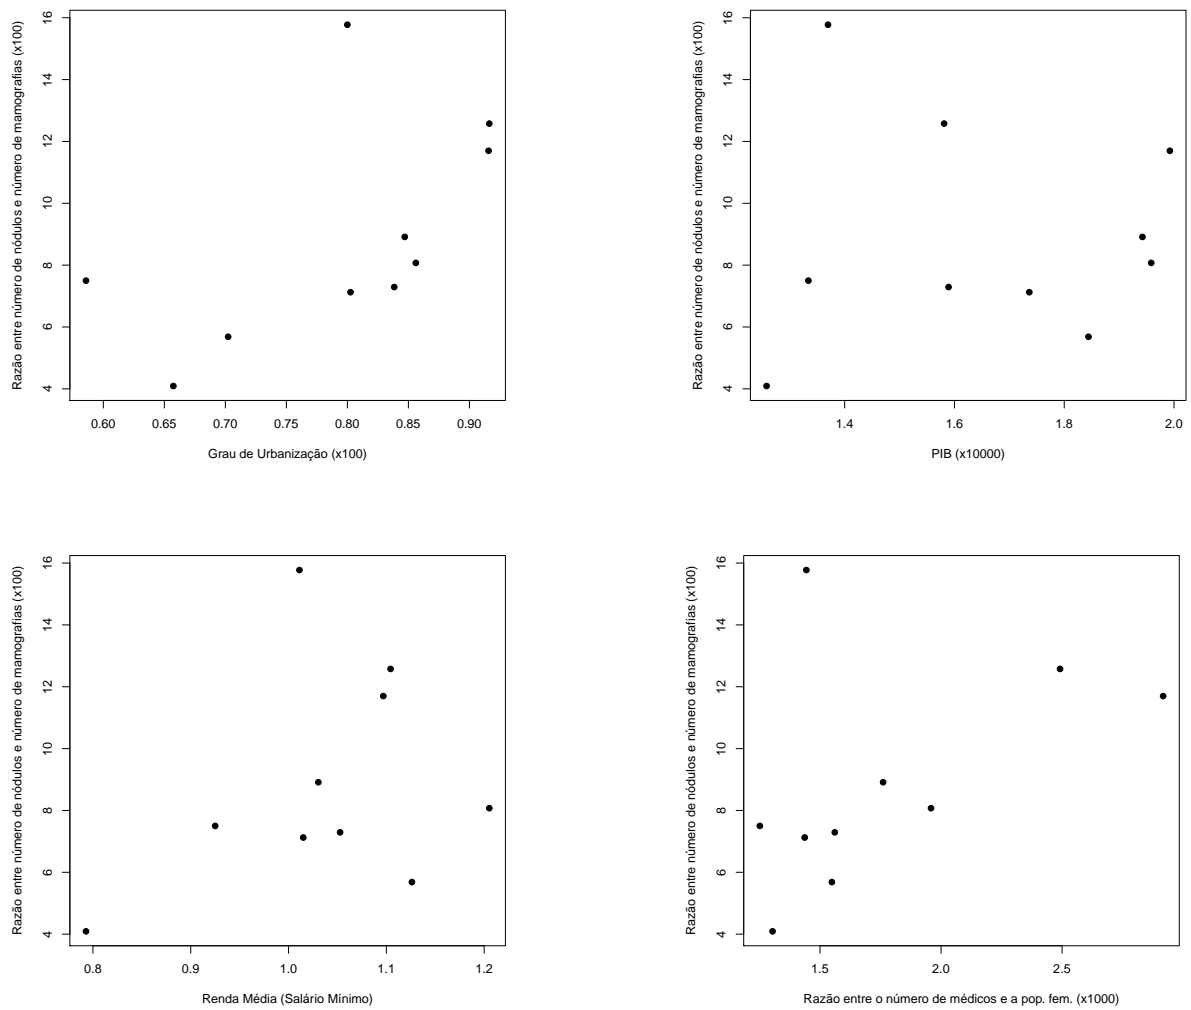 Razão entre número de nódulos e número de mamografias (x100)
16
14
12
10
8
6
4
0.60 0.65 0.70 0.75 0.80 0.85 0.90
Grau de Urbanização (x100)
Razão entre número de nódulos e número de mamografias (x100)
16
14
12
10
8
6
4
1.4 1.6 1.8 2.0
PIB (x10000)
Razão entre número de nódulos e número de mamografias (x100)
16
14
12
10
8
6
4
0.8 0.9 1.0 1.1 1.2
Renda Média (Salário Mínimo)
Razão entre número de nódulos e número de mamografias (x100)
16
14
12
10
8
6
4
1.5 2.0 2.5
Razão entre o número de médicos e a pop. fem. (x1000)